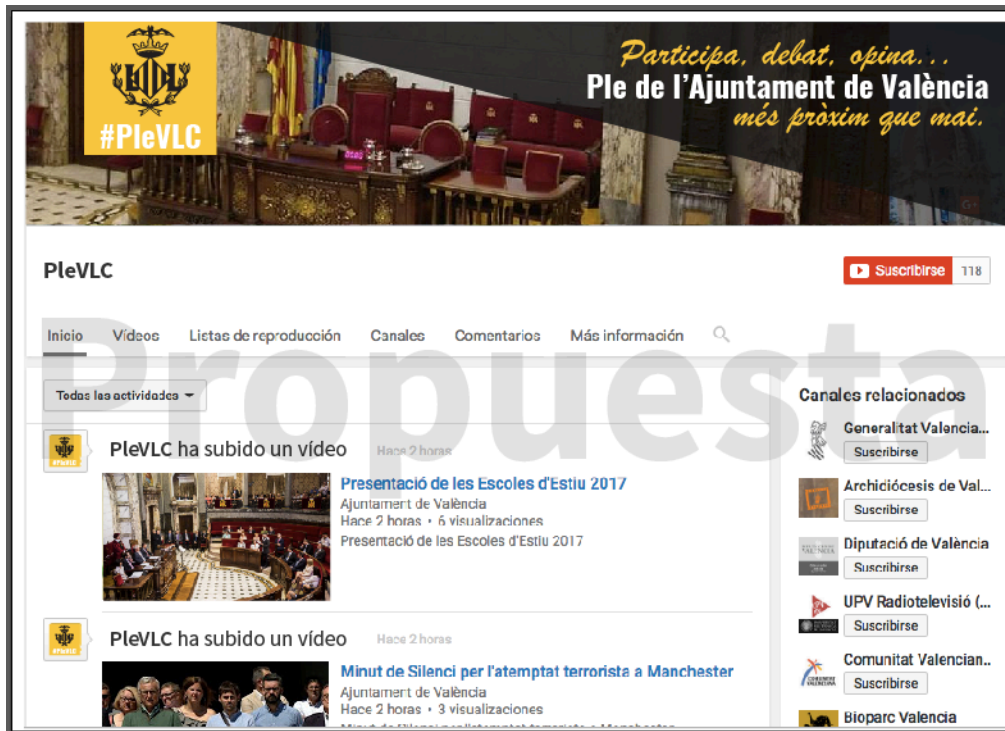 Participa, debat, opina...
Ple de l'Ajuntament de València
més pròxim que mai.
#PleVLC
PleVLC
Suscribirse 118
Inicio Vídeos Listas de reproducción Canales Comentarios Más información
Propuesta
Todas las actividades
PleVLC ha subido un vídeo Hace 2 horas
Presentació de les Escoles d'Estiu 2017
Ajuntament de València
Hace 2 horas • 6 visualizaciones
Presentació de les Escoles d'Estiu 2017
PleVLC ha subido un vídeo Hace 2 horas
Minut de Silenci per l'atemptat terrorista a Manchester
Ajuntament de València
Hace 2 horas • 3 visualizaciones
Canales relacionados
Generalitat Valencia...
Suscribirse
Archidiócesis de Val...
Suscribirse
Diputació de València
Suscribirse
UPV Radiotelevisió (...
Suscribirse
Comunitat Valencian..
Suscribirse
Bioparc Valencia